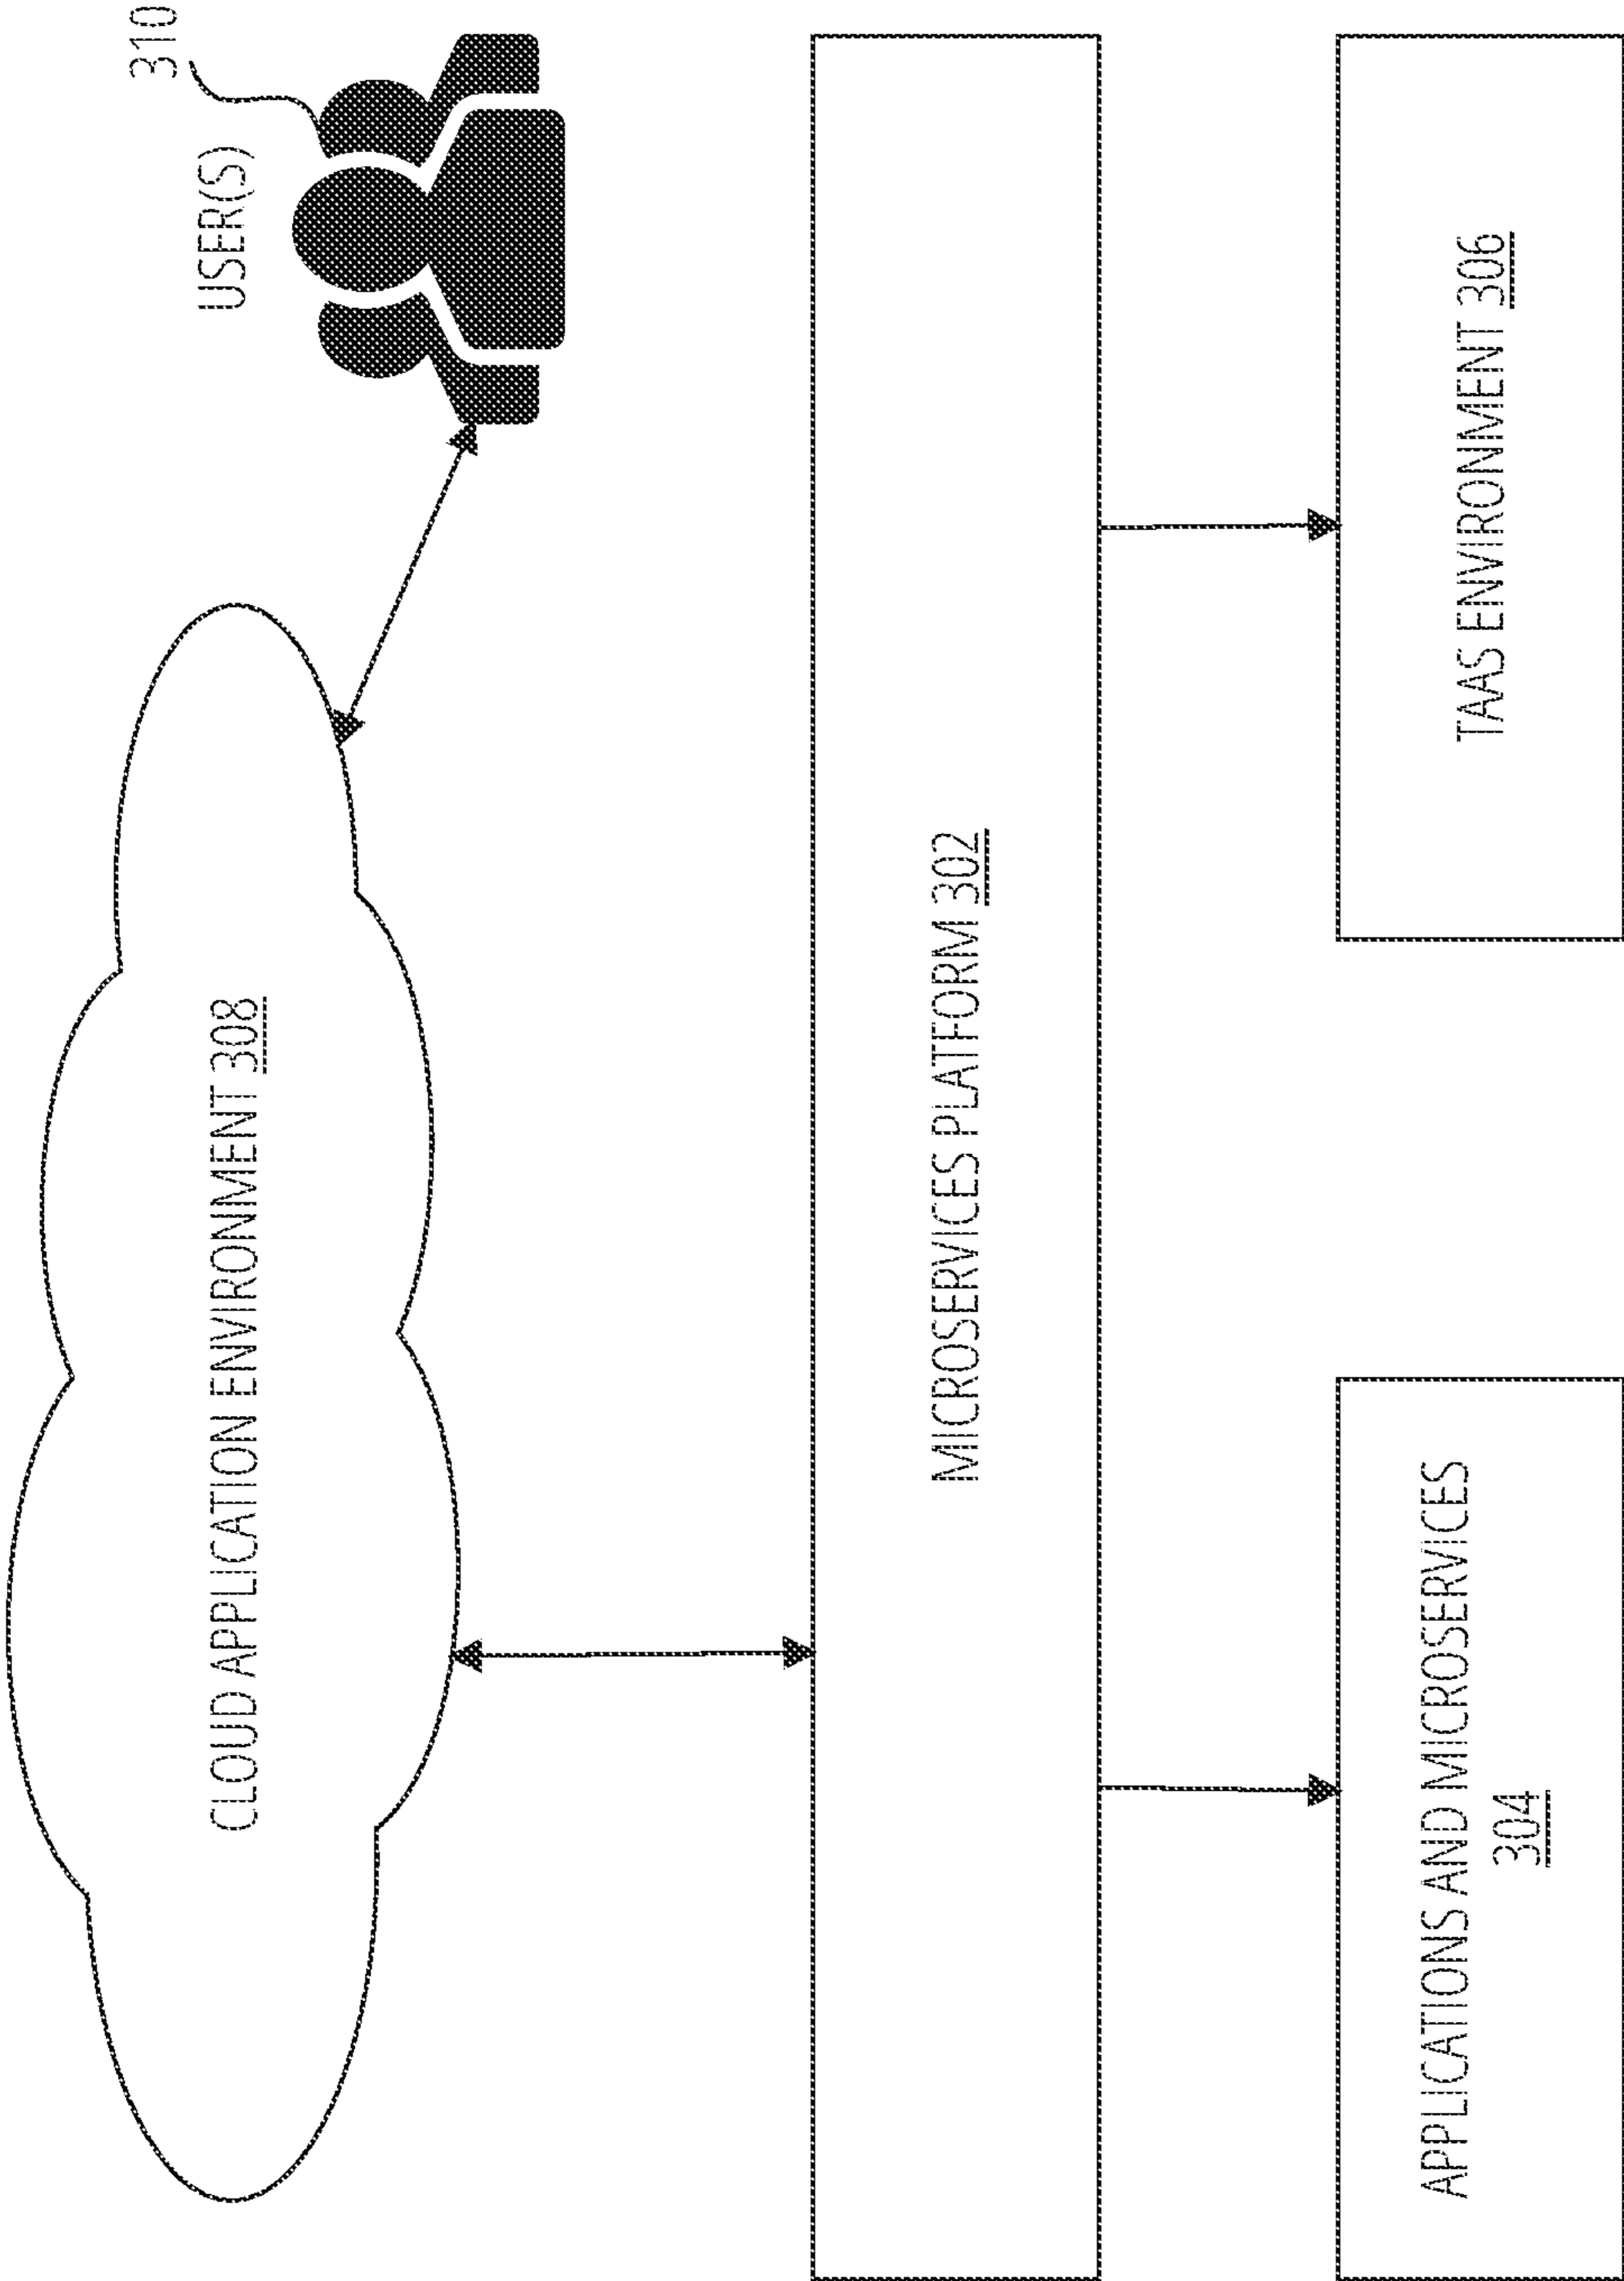 310
USER(S)
CLOUD APPLICATION ENVIRONMENT 308
MICROSERVICES PLATFORM 302
APPLICATIONS AND MICROSERVICES
304
TAAS ENVIRONMENT 306